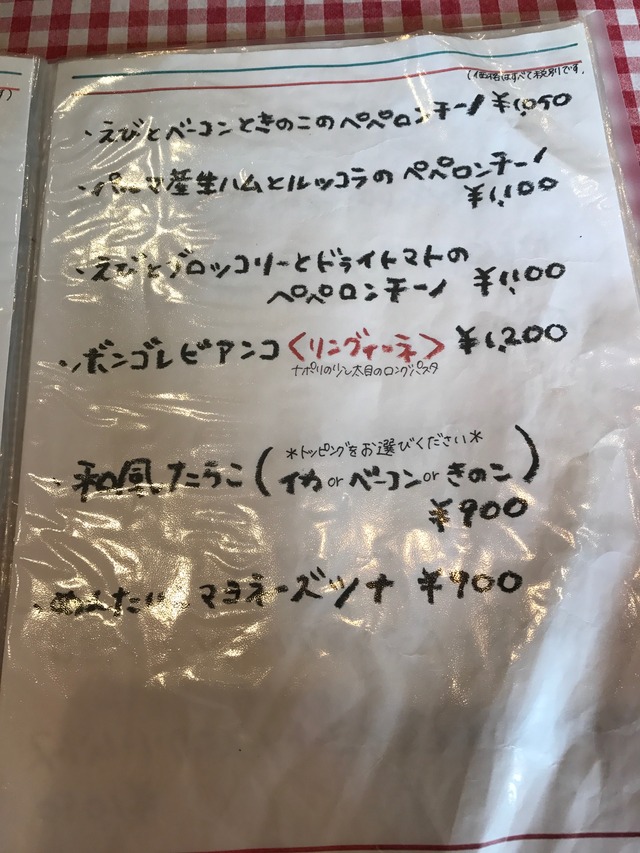 （価格はすべて税別です。
・えびとベーコンときのこのペペロンチーノ ¥1,050
・パルマ産生ハムとルッコラの ペペロンチーノ
¥1,100
・えびとブロッコリーとドライトマトの
ペペロンチーノ ¥1,100
・ボンゴレビアンコ〈リングイーネ〉 ¥1,200
ナポリの少し太目のロングパスタ
＊トッピングをお選びください＊
・和風たらこ（イカ or ベーコン or きのこ）
¥900
・めんたい マヨネーズツナ ¥900